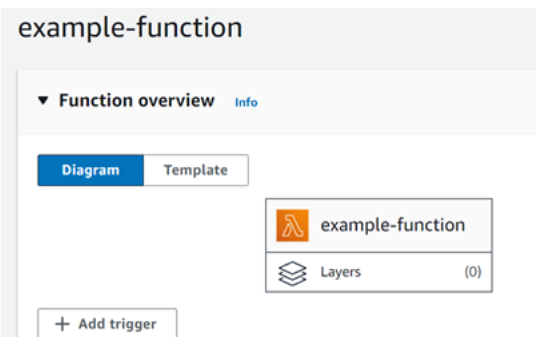 example-function
Function overview Info
Diagram Template
example-function
Layers (0)
+ Add trigger